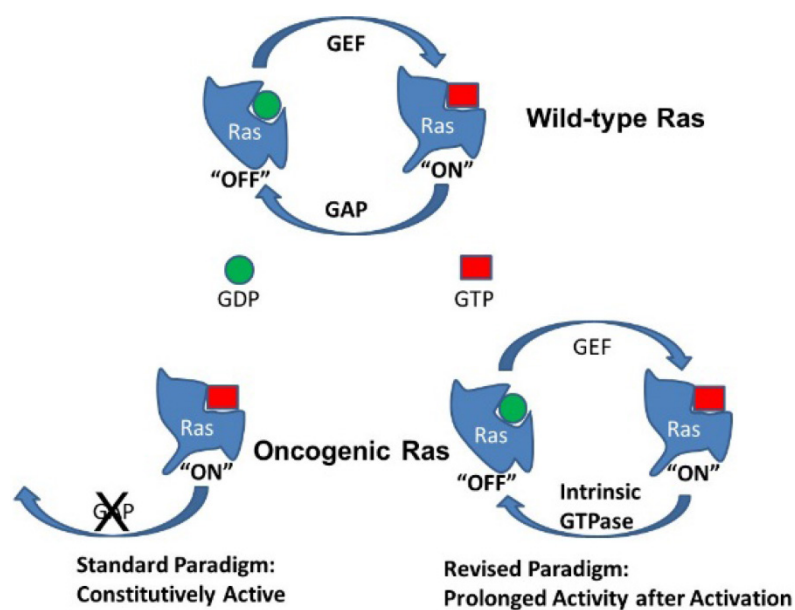 GEF
Ras
Ras
Wild-type Ras
“OFF”
“ON”
GAP
GDP
GTP
GEF
Ras
Ras
Ras
“ON”
Oncogenic Ras
“OFF”
“ON”
GAP
Intrinsic
GTPase
Standard Paradigm:
Constitutively Active
Revised Paradigm:
Prolonged Activity after Activation